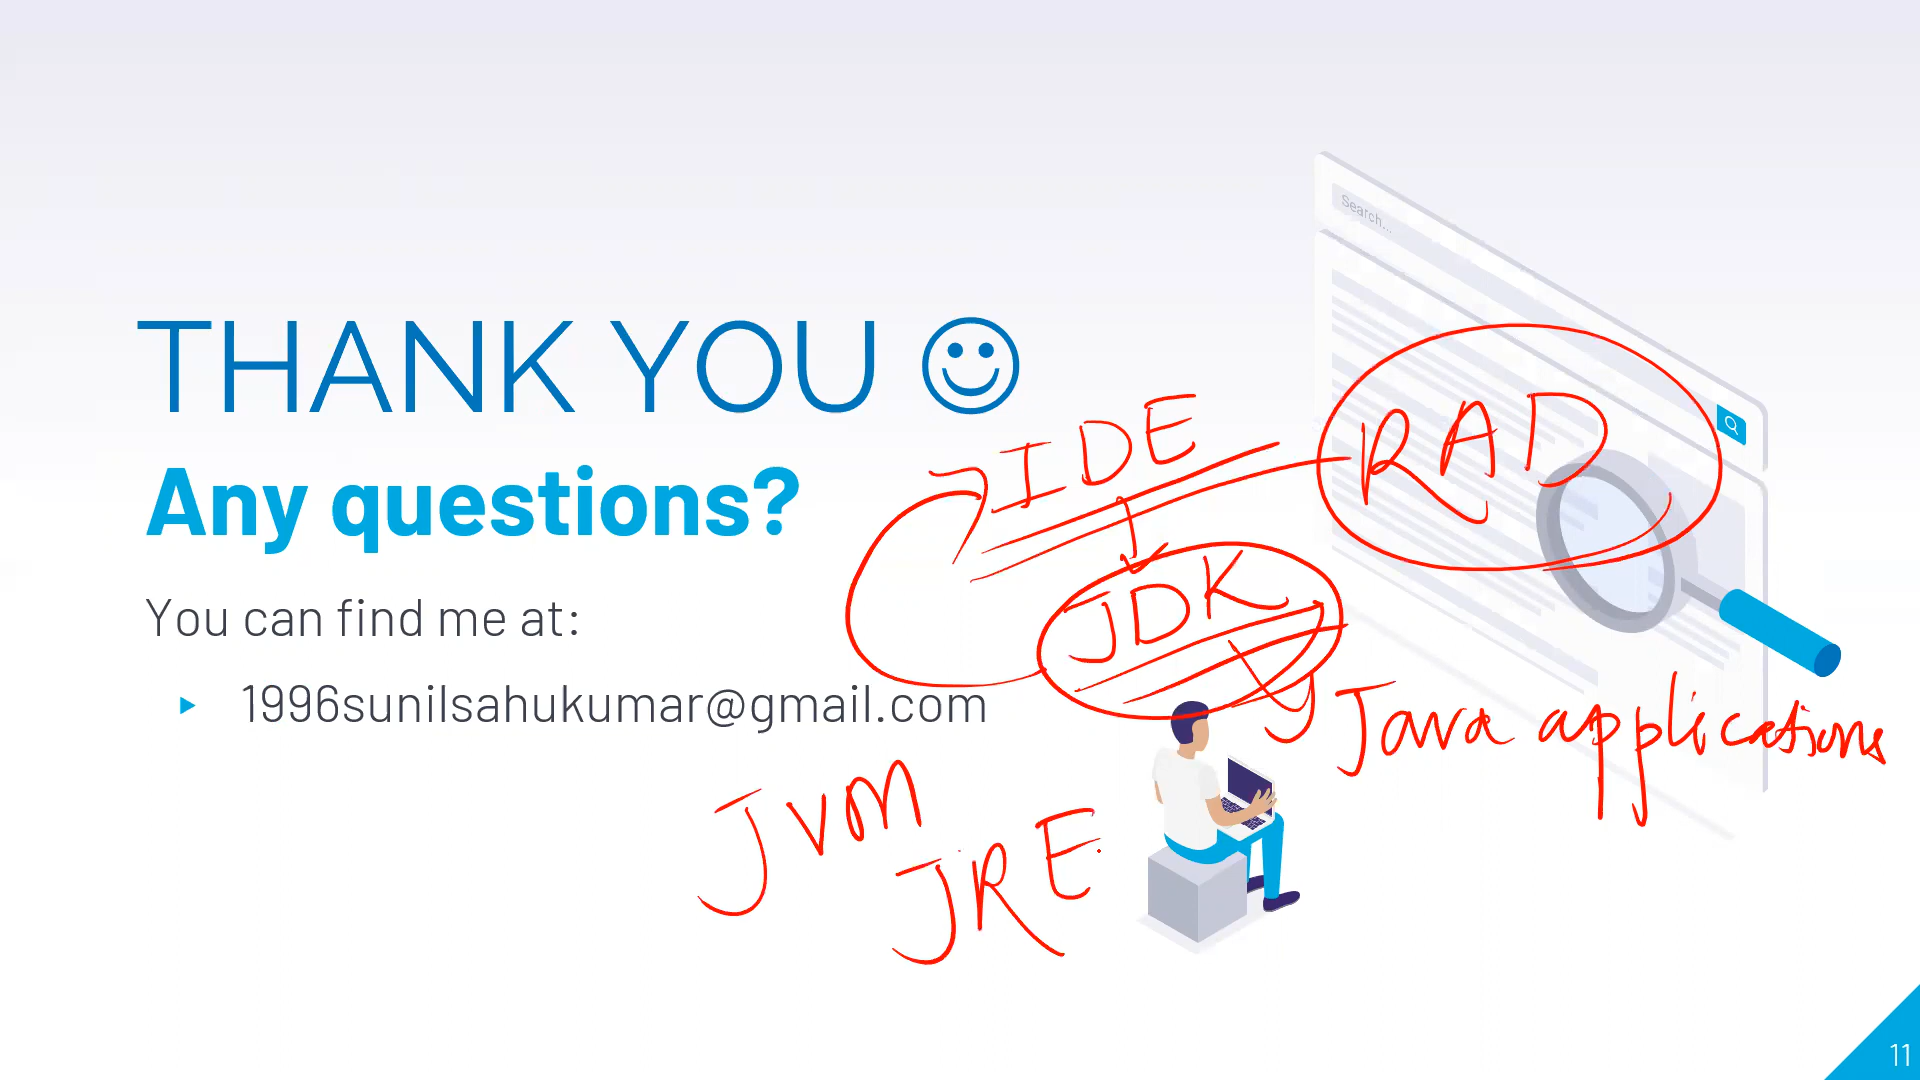 Search...
THANK YOU ☺
IDE
RAD
Any questions?
JDK
You can find me at:
▸ 1996sunilsahukumar@gmail.com
Java applications
Jvm
JRE
11